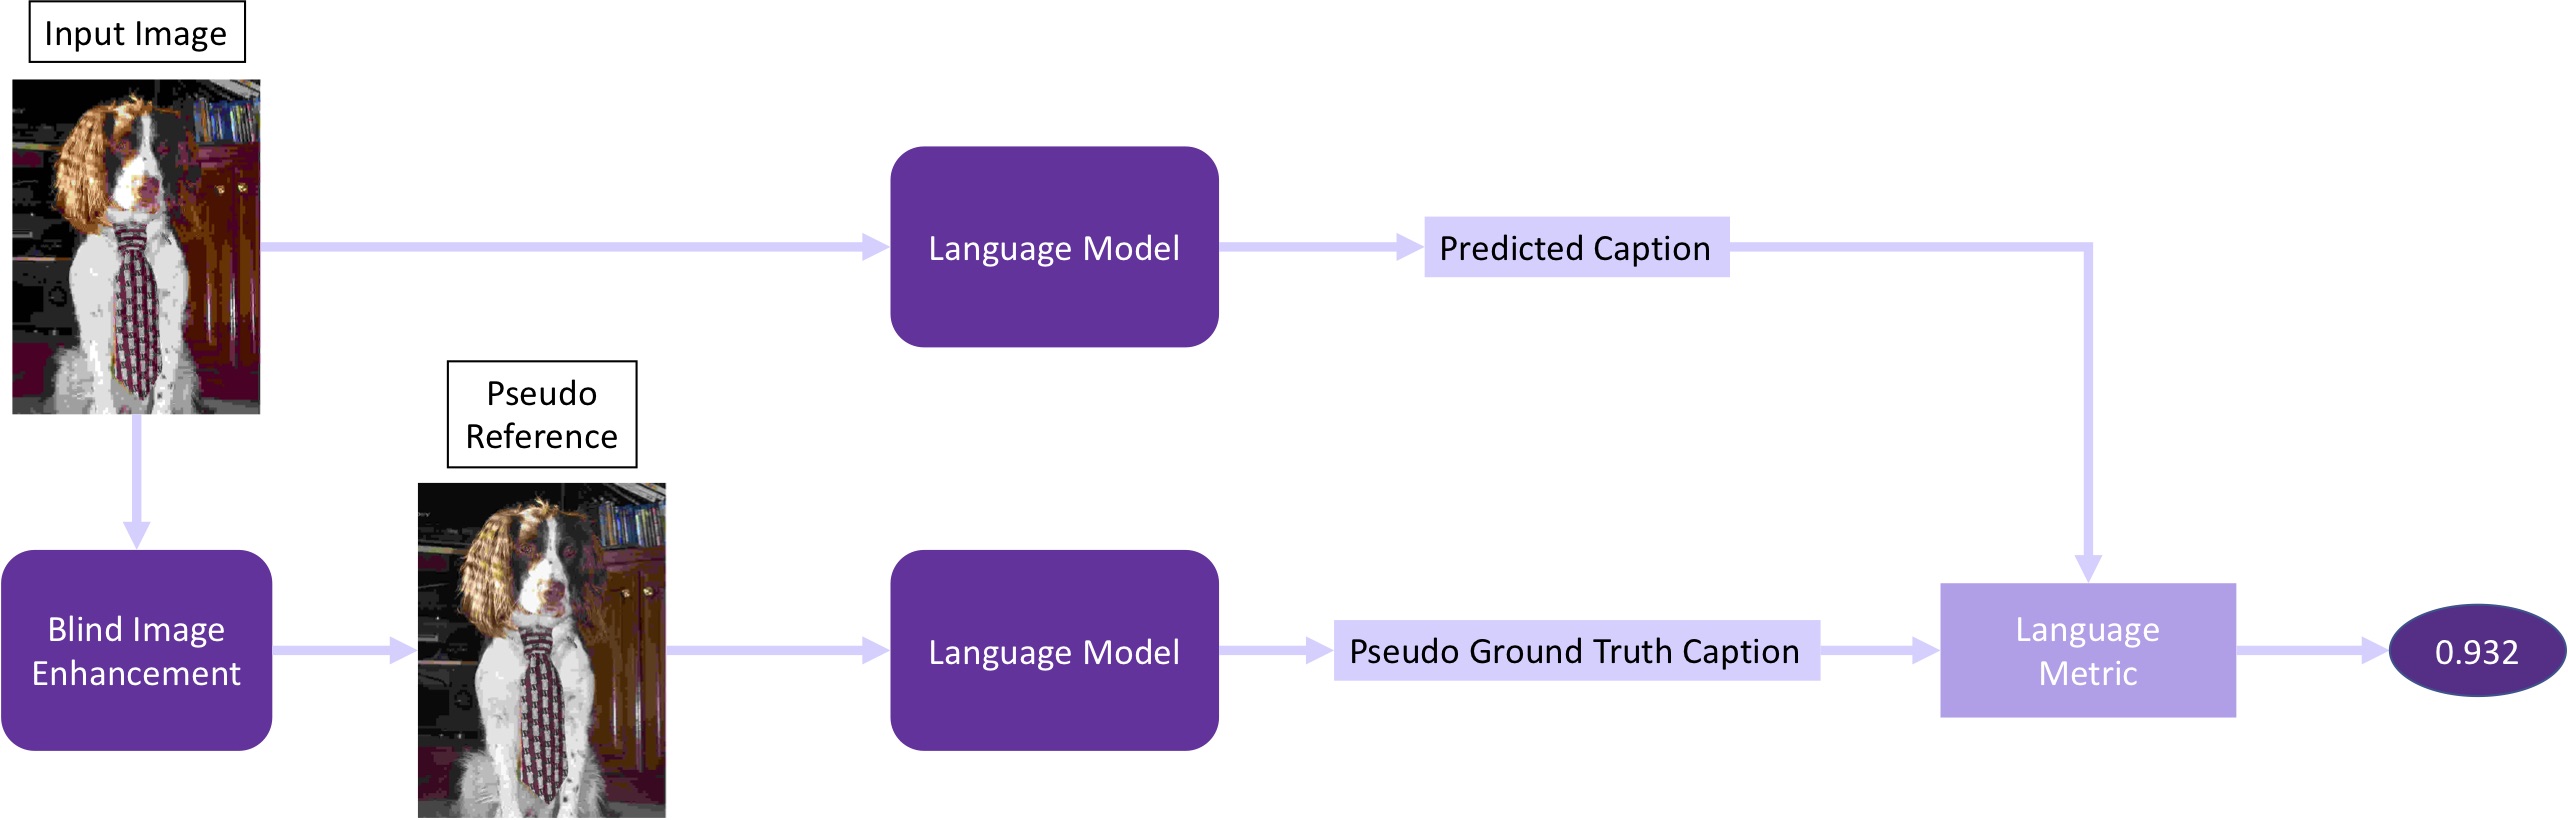 Input Image
Language Model
Predicted Caption
Pseudo
Reference
Blind Image
Enhancement
Language Model
Pseudo Ground Truth Caption
Language
Metric
0.932